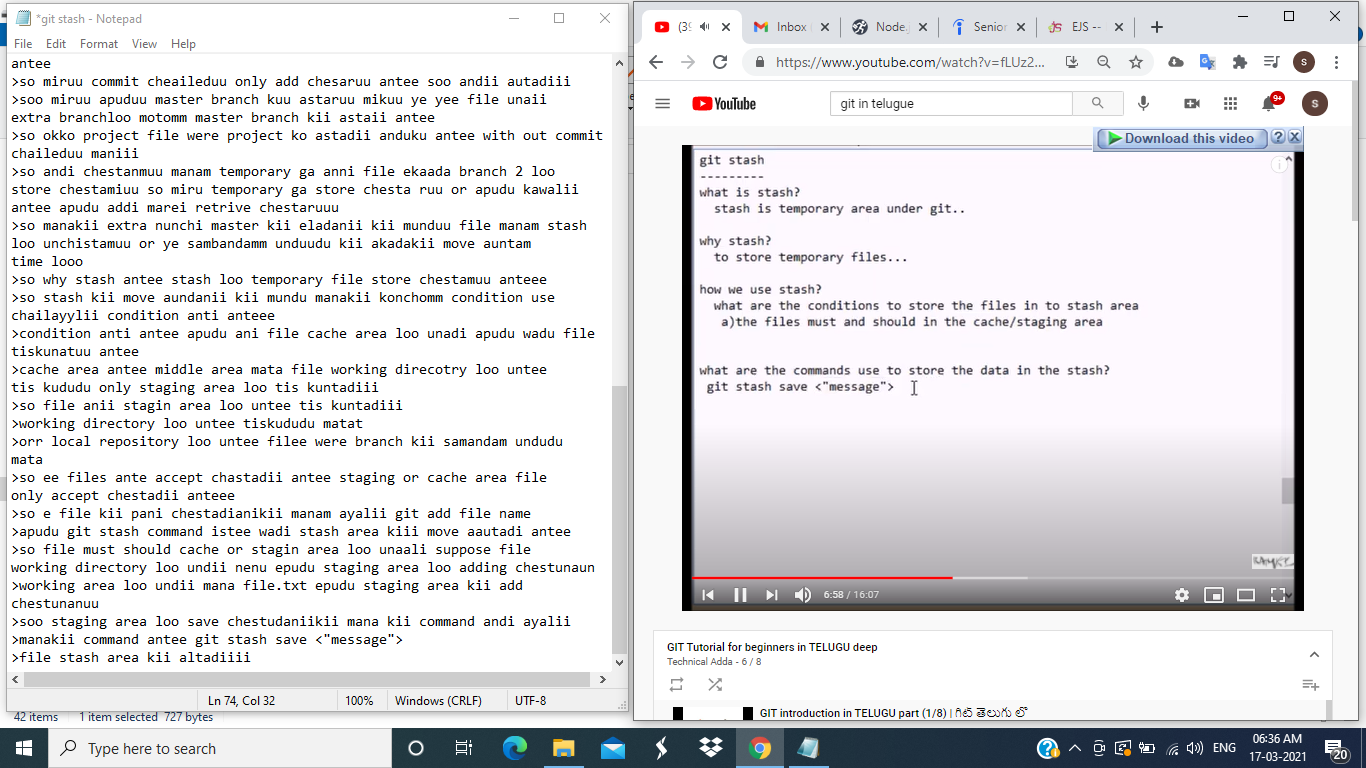 *git stash - Notepad
File Edit Format View Help
antee
>so miruu commit cheaileduu only add chesaruu antee soo andii autadiii
>soo miruu apuduu master branch kuu astaruu mikuu ye yee file unaii
extra branchloo motomm master branch kii astaii antee
>so okko project file were project ko astadii anduku antee with out commit
chaileduu maniii
>so andi chestanmuu manam temporary ga anni file ekaada branch 2 loo
store chestamiuu so miru temporary ga store chesta ruu or apudu kawalii
antee apudu addi marei retrive chestaruuu
>so manakii extra nunchi master kii eladanii kii munduu file manam stash
loo unchistamuu or ye sambandamm unduudu kii akadakii move auntam
time looo
>so why stash antee stash loo temporary file store chestamuu anteee
>so stash kii move aundanii kii mundu manakii konchomm condition use
chailayylii condition anti anteee
>condition anti antee apudu ani file cache area loo unadi apudu wadu file
tiskunatuu antee
>cache area antee middle area mata file working direcotry loo untee
tis kududu only staging area loo tis kuntadiii
>so file anii stagin area loo untee tis kuntadiii
>working directory loo untee tiskududu matat
>orr local repository loo untee filee were branch kii samandam undudu
mata
>so ee files ante accept chastadii antee staging or cache area file
only accept chestadii anteee
>so e file kii pani chestadianikii manam ayalii git add file name
>apudu git stash command istee wadi stash area kiii move aautadi antee
>so file must should cache or stagin area loo unaali suppose file
working directory loo undii nenu epudu staging area loo adding chestunaun
>working area loo undii mana file.txt epudu staging area kii add
chestunanuu
>soo staging area loo save chestudaniikii mana kii command andi ayalii
>manakii command antee git stash save <"message">
>file stash area kii altadiiii
Ln 74, Col 32 100% Windows (CRLF) UTF-8
42 items 1 item selected 727 bytes
(39 Inbox Node. Senior EJS --
https://www.youtube.com/watch?v=fLUz2...
S
9+
YouTube
git in telugue
S
Download this video
git stash
---------
what is stash?
stash is temporary area under git..
why stash?
to store temporary files...
how we use stash?
what are the conditions to store the files in to stash area
a)the files must and should in the cache/staging area
what are the commands use to store the data in the stash?
git stash save <"message">
6:58 / 16:07
GIT Tutorial for beginners in TELUGU deep
Technical Adda - 6 / 8
GIT introduction in TELUGU part (1/8) | గిట్ తెలుగు లో
Type here to search
ENG
06:36 AM
17-03-2021
20